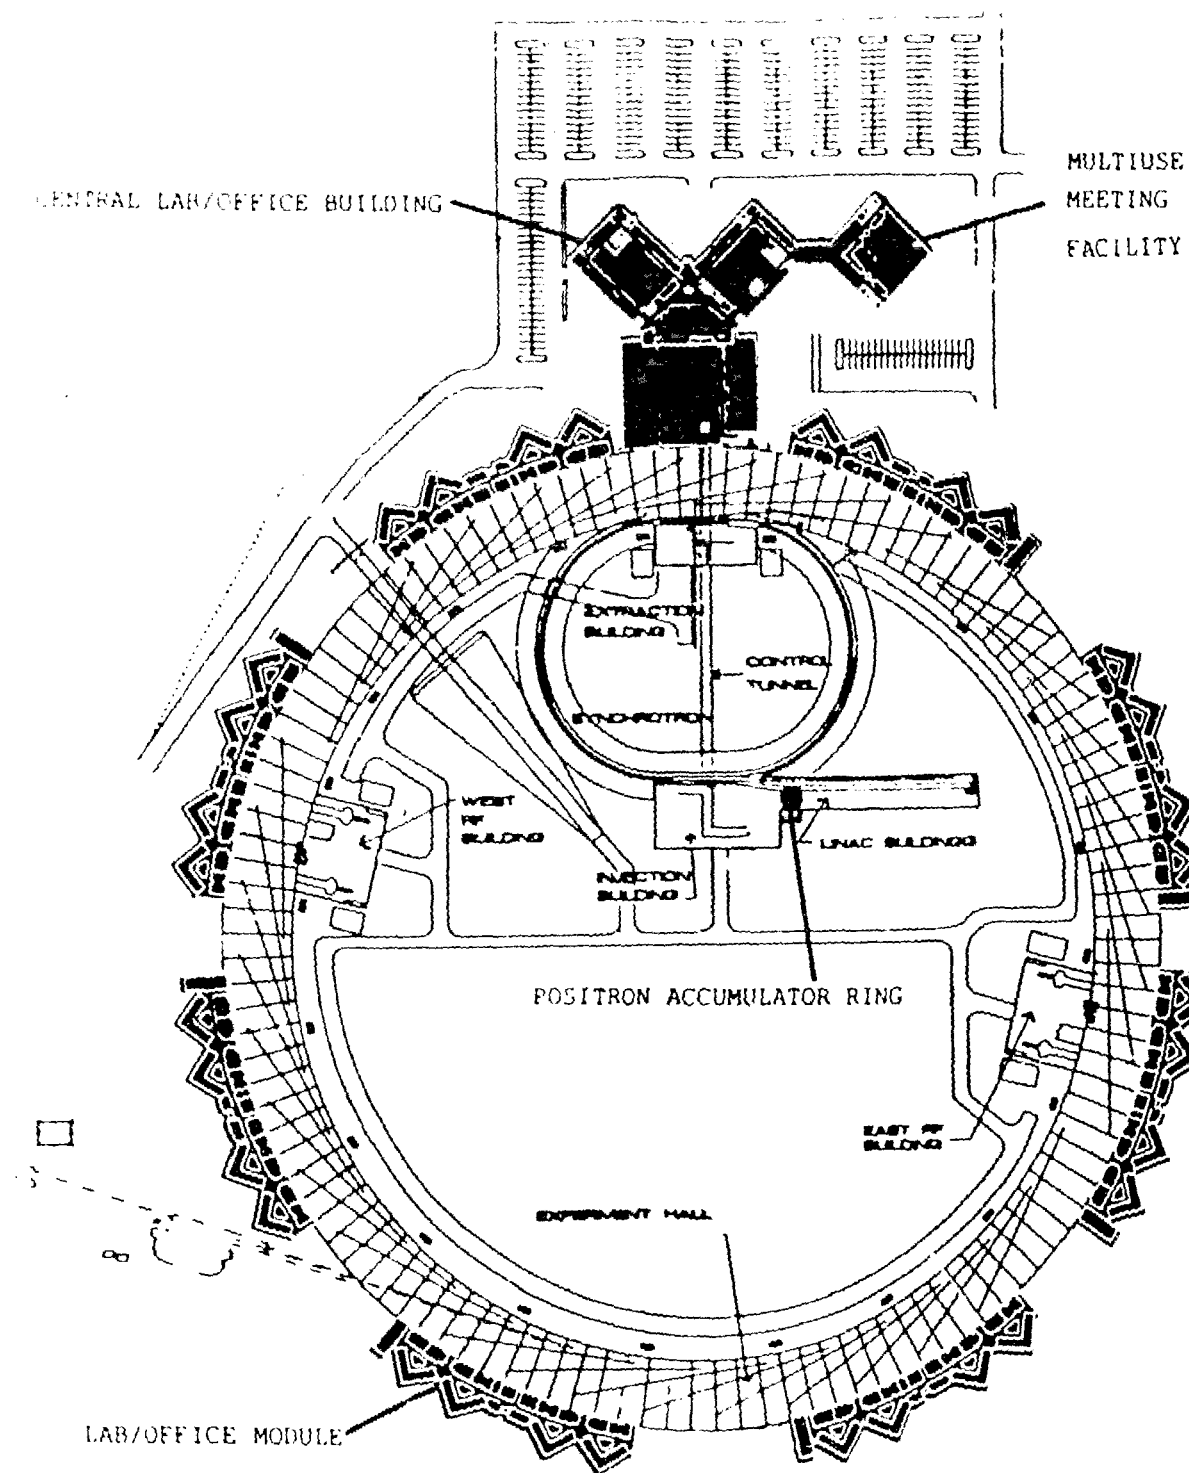 CENTRAL LAB/OFFICE BUILDING
MULTIUSE
MEETING
FACILITY
EXTRACTION
BUILDING
CONTROL
TUNNEL
SYNCHROTRON
WEST
RF
BUILDING
LINAC BUILDINGS
INJECTION
BUILDING
POSITRON ACCUMULATOR RING
EAST RF
BUILDING
EXPERIMENT HALL
LAB/OFFICE MODULE